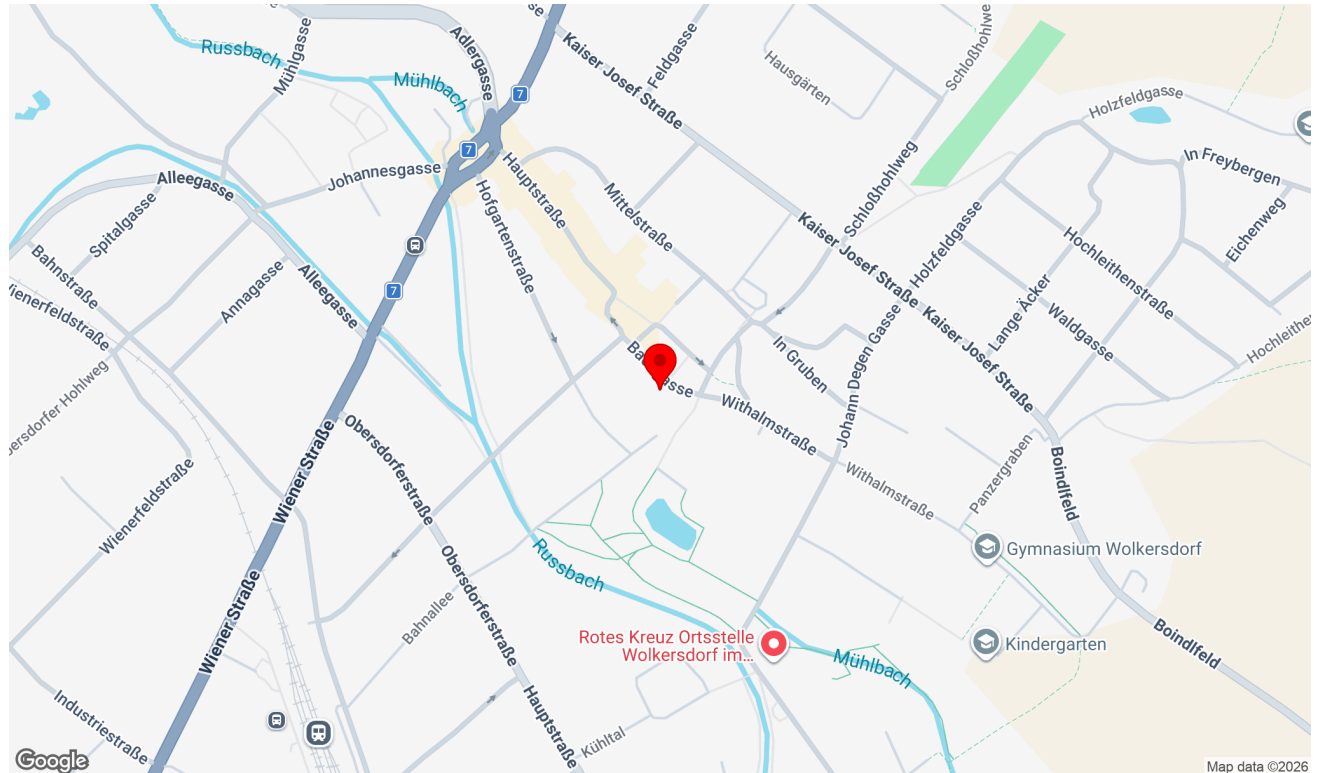 Russbach
Mühlgasse
Mühlbach
Adlergasse
7
7
Kaiser Josef Straße
Feldgasse
Hausgärten
Schloßhohlwe
Holzfeldgasse
In Freybergen
Eichenweg
Johannesgasse
Hauptstraße
Hofgartenstraße
Mittelstraße
Schloßhohlweg
Kaiser Josef Straße
Holzfeldgasse
Hochleithenstraße
Alleegasse
Spitalgasse
Bahnstraße
Wienerfeldstraße
Annagasse
Alleegasse
7
Lange Äcker
Waldgasse
Kaiser Josef Straße
Hochleithen
In Gruben
Johann Degen Gasse
Withalmstraße
Obersdorferstraße
Wiener Straße
Wienerfeldstraße
Withalmstraße
Panzergraben
Boindlfeld
Gymnasium Wolkersdorf
Russbach
Obersdorferstraße
Bahnallee
Wiener Straße
Rotes Kreuz Ortsstelle
Wolkersdorf im...
Kindergarten
Mühlbach
Boindlfeld
Industriestraße
Hauptstraße
Kühltal
Google
Map data ©2026